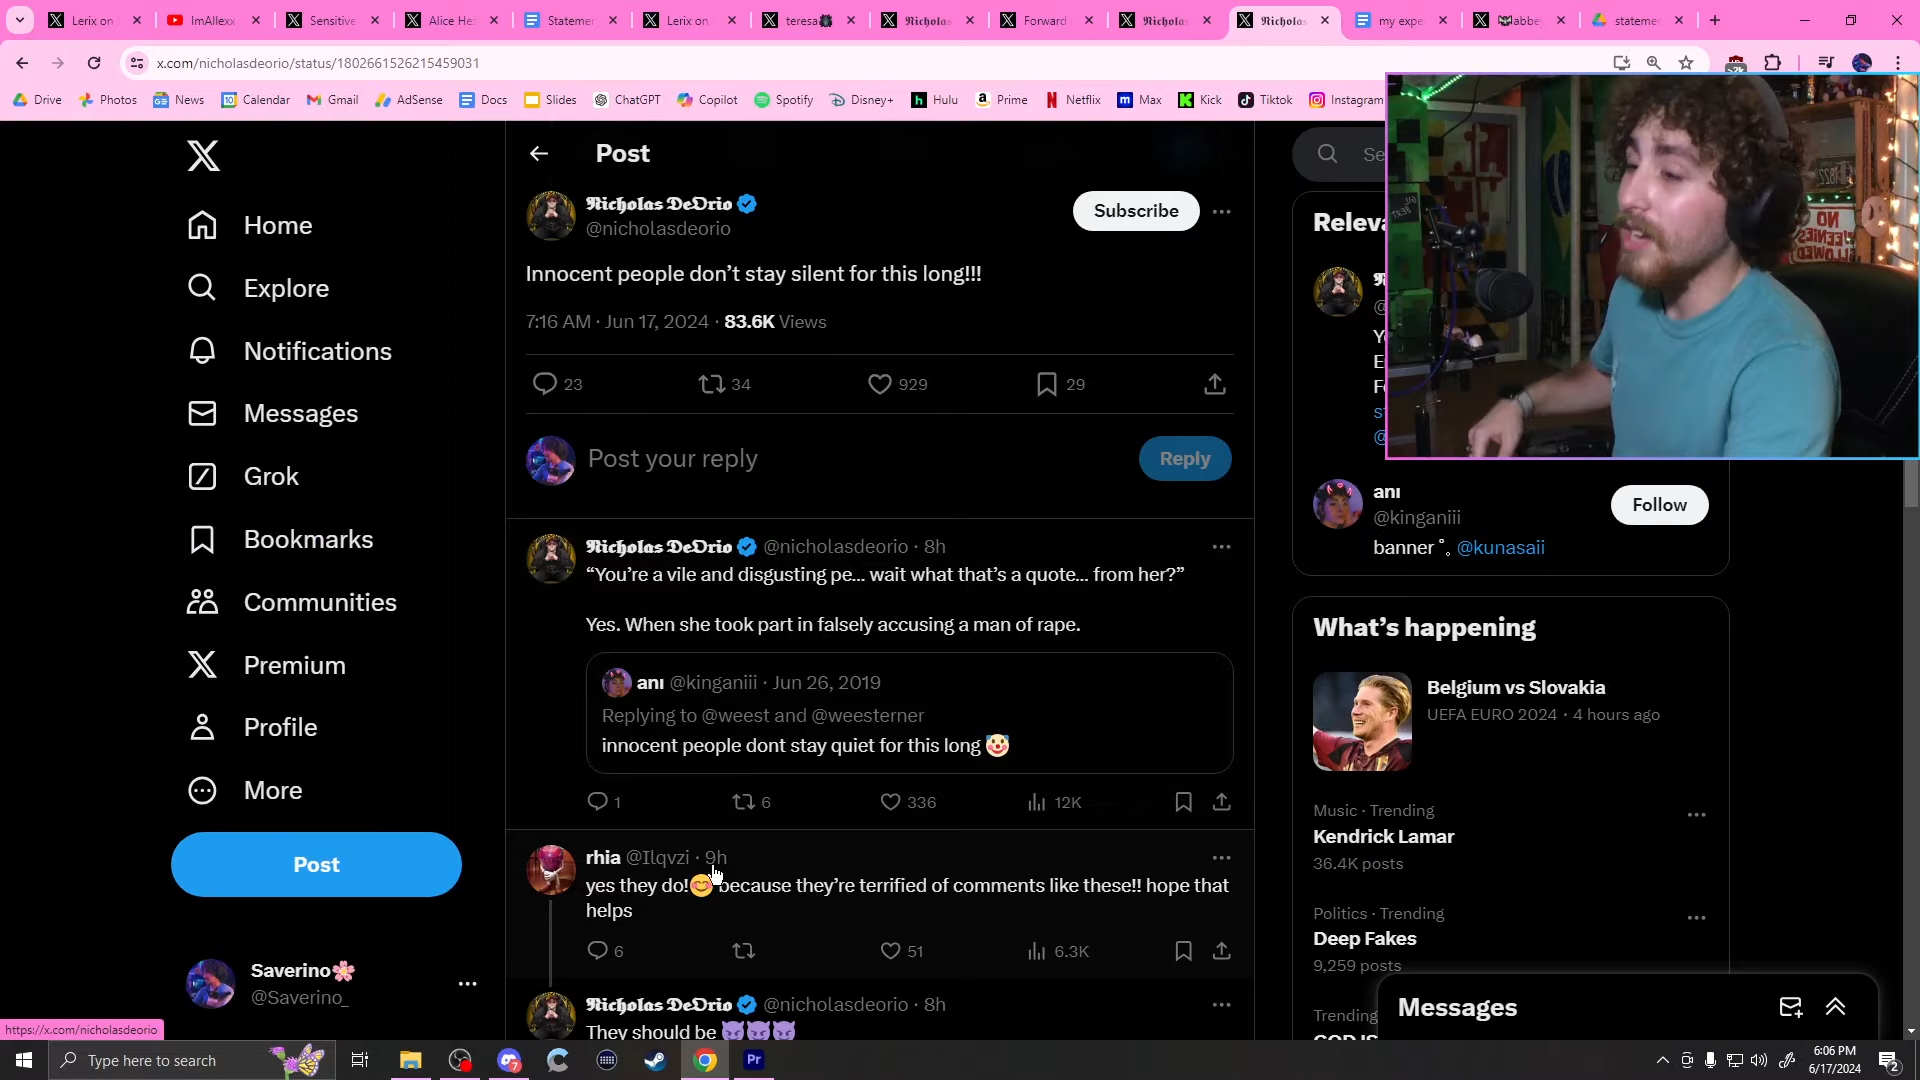 Lerix on
ImAllexx
Sensitive
Alice He
Stateme
Lerix on
teresa
Nicholas
Forward
Nicholas
Nicholas
my expe
abbey
statemen
x.com/nicholasdeorio/status/1802661526215459031
Drive
Photos
News
Calendar
Gmail
AdSense
Docs
Slides
ChatGPT
Copilot
Spotify
Disney+
Hulu
Prime
Netflix
Max
Kick
Tiktok
Instagram
Home
Explore
Notifications
Messages
Grok
Bookmarks
Communities
Premium
Profile
More
Post
Saverino🌸
@Saverino_
https://x.com/nicholasdeorio
Post
Nicholas DeOrio
@nicholasdeorio
Subscribe
Innocent people don’t stay silent for this long!!!
7:16 AM · Jun 17, 2024 · 83.6K Views
23 34 929 29
Post your reply
Reply
Nicholas DeOrio @nicholasdeorio · 8h
“You’re a vile and disgusting pe... wait what that’s a quote... from her?”
Yes. When she took part in falsely accusing a man of rape.
anı @kinganiii · Jun 26, 2019
Replying to @weest and @weesterner
innocent people dont stay quiet for this long 🤡
1 6 336 12K
rhia @Ilqvzi · 9h
yes they do!😊 because they’re terrified of comments like these!! hope that
helps
6 51 6.3K
Nicholas DeOrio @nicholasdeorio · 8h
They should be 😈😈😈
Se
Releva
anı
@kinganiii
Follow
banner ﾟ。@kunasaii
What’s happening
Belgium vs Slovakia
UEFA EURO 2024 · 4 hours ago
Music · Trending
Kendrick Lamar
36.4K posts
Politics · Trending
Deep Fakes
9,259 posts
Trending
Messages
Type here to search
6:06 PM
6/17/2024
2